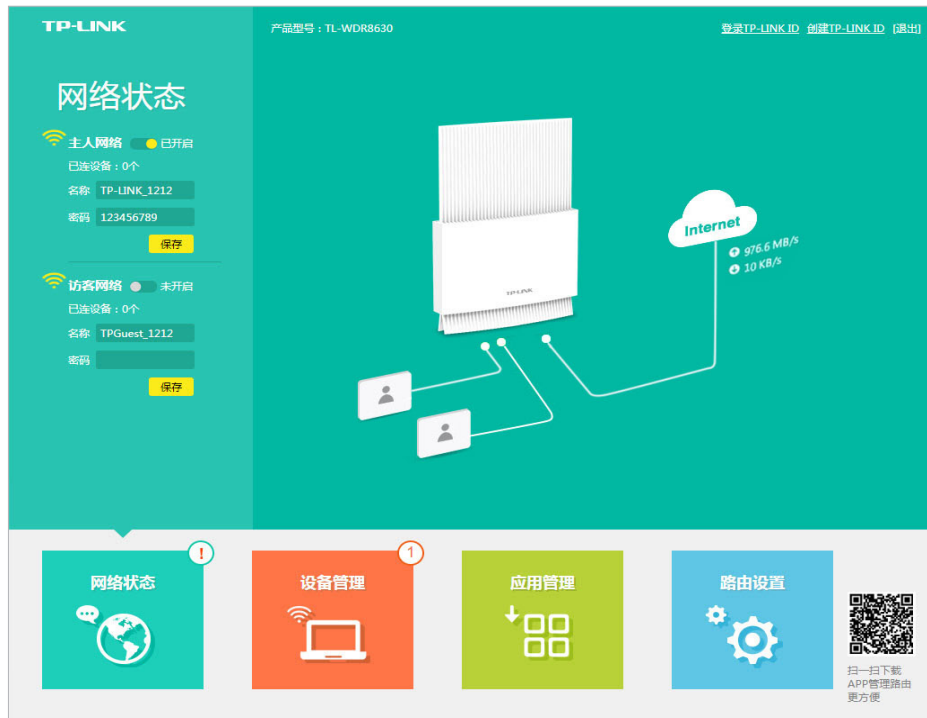 TP-LINK
产品型号：TL-WDR8630
登录TP-LINK ID 创建TP-LINK ID [退出]
网络状态
主人网络 已开启
已连设备：0个
名称 TP-LINK_1212
密码 123456789
保存
访客网络 未开启
已连设备：0个
名称 TPGuest_1212
密码
保存
TP-LINK
Internet
976.6 MB/s
10 KB/s
网络状态
!
设备管理
1
应用管理
路由设置
扫一扫下载
APP管理路由
更方便